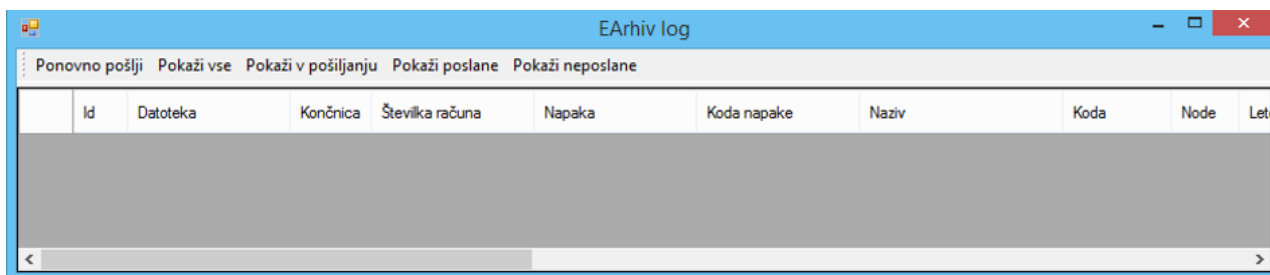 EArhiv log
Ponovno pošlji Pokaži vse Pokaži v pošiljanju Pokaži poslane Pokaži neposlane
Id Datoteka Končnica Številka računa Napaka Koda napake Naziv Koda Node Let